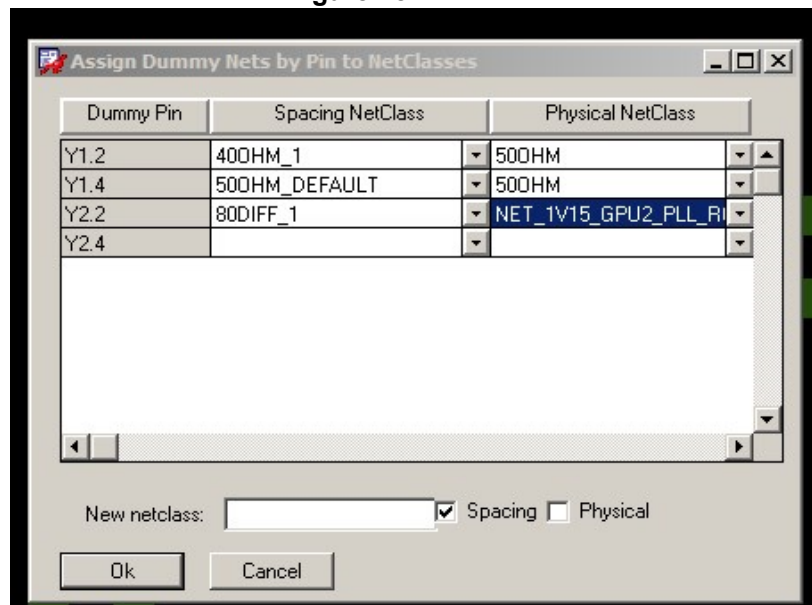 Assign Dummy Nets by Pin to NetClasses
Dummy Pin Spacing NetClass Physical NetClass
Y1.2 40OHM_1 50OHM
Y1.4 50OHM_DEFAULT 50OHM
Y2.2 80DIFF_1 NET_1V15_GPU2_PLL_R
Y2.4
New netclass: Spacing Physical
Ok Cancel